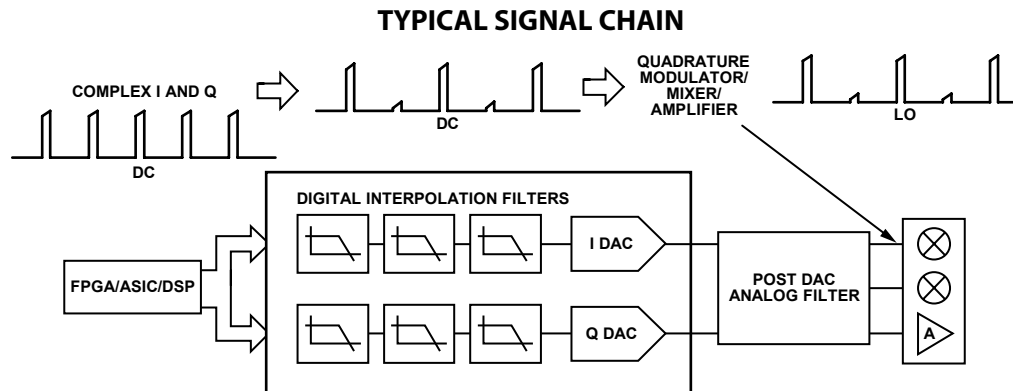 TYPICAL SIGNAL CHAIN
COMPLEX I AND Q
DC
DC
QUADRATURE
MODULATOR/
MIXER/
AMPLIFIER
LO
DIGITAL INTERPOLATION FILTERS
I DAC
FPGA/ASIC/DSP
POST DAC
ANALOG FILTER
Q DAC
A